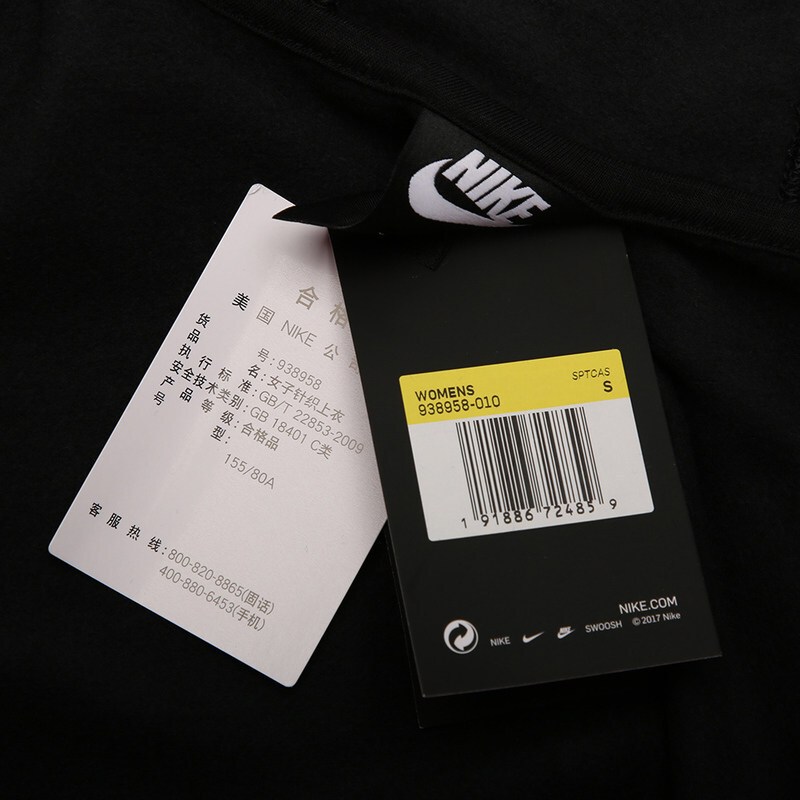 NIKE
合格
美国 NIKE 公司
货号:938958
品名:女子针织上衣
执行标准:GB/T 22853-2009
安全技术类别:GB 18401 C类
产品等级:合格品
号型:
155/80A
客服热线:800-820-8865(固话)
400-880-6453(手机)
WOMENS
938958-010
SPTCAS
S
1 91886 72485 9
NIKE.COM
NIKE SWOOSH © 2017 Nike